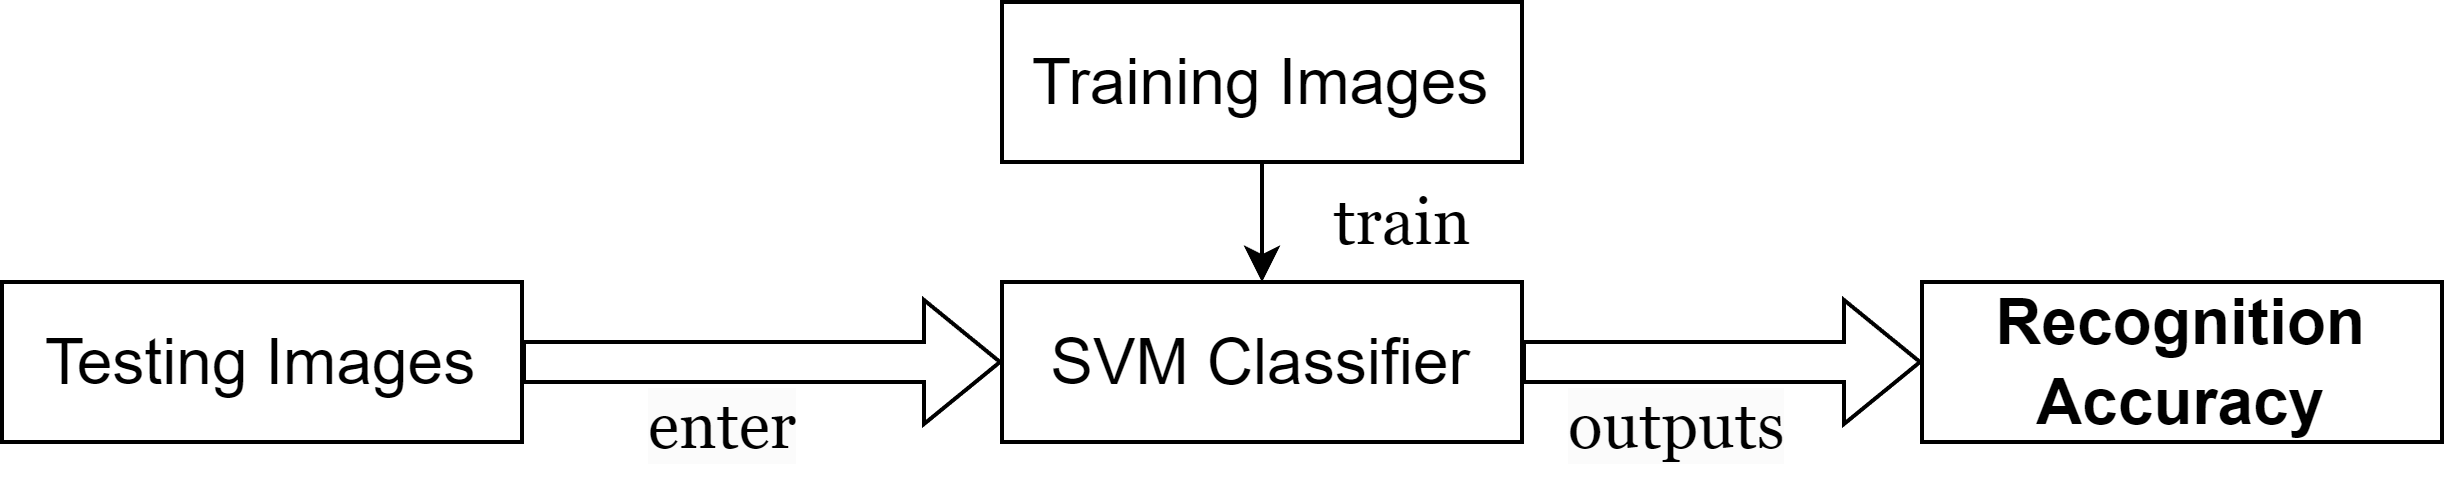 Training Images
train
Testing Images
enter
SVM Classifier
outputs
Recognition
Accuracy